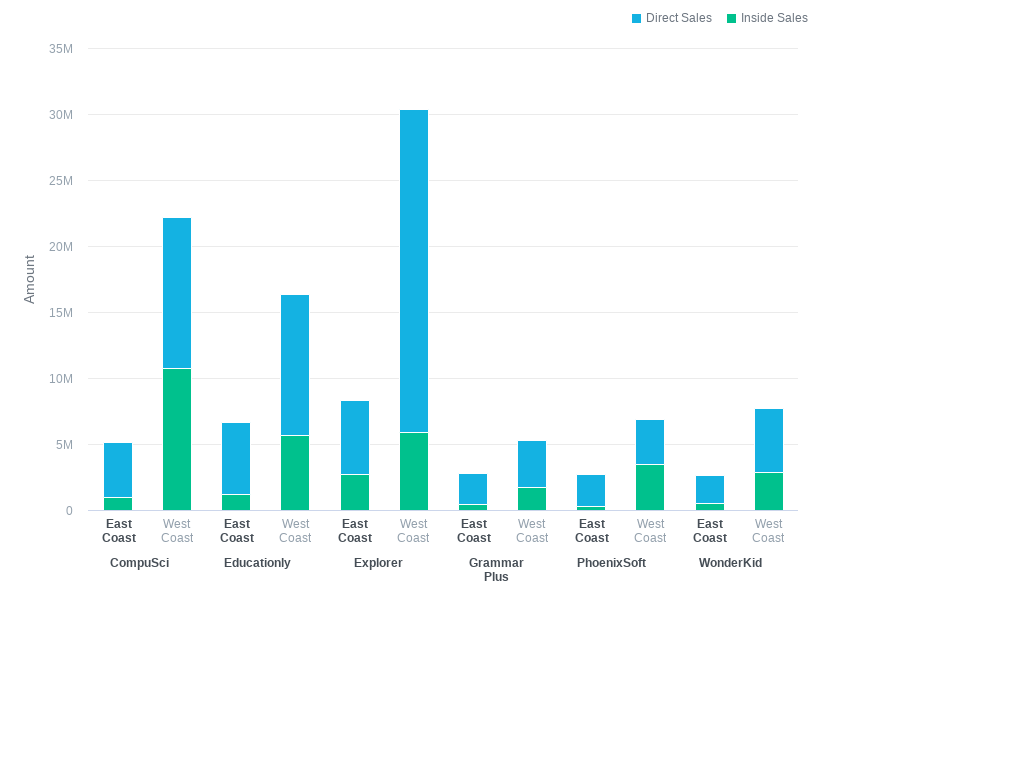 Direct Sales
Inside Sales
35M
30M
25M
20M
15M
10M
5M
0
Amount
East
Coast
West
Coast
East
Coast
West
Coast
East
Coast
West
Coast
East
Coast
West
Coast
East
Coast
West
Coast
East
Coast
West
Coast
CompuSci
Educationly
Explorer
Grammar
Plus
PhoenixSoft
WonderKid